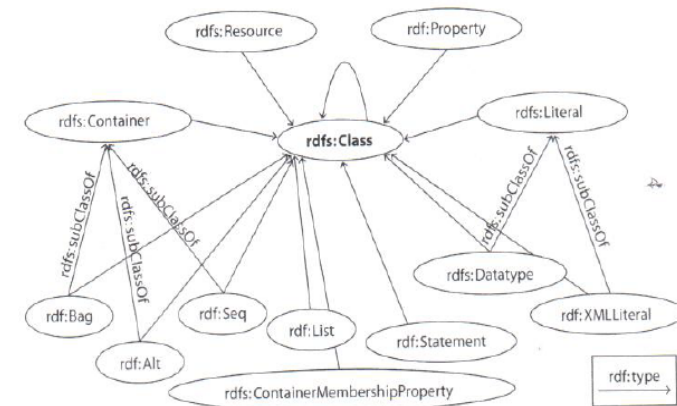 rdfs:Resource
rdf:Property
rdfs:Container
rdfs:Literal
rdfs:Class
rdfs:subClassOf
rdfs:subClassOf
rdfs:subClassOf
rdfs:subClassOf
rdfs:subClassOf
rdfs:Datatype
rdf:Bag
rdf:Seq
rdf:XMLLiteral
rdf:List
rdf:Statement
rdf:Alt
rdf:type
rdfs:ContainerMembershipProperty